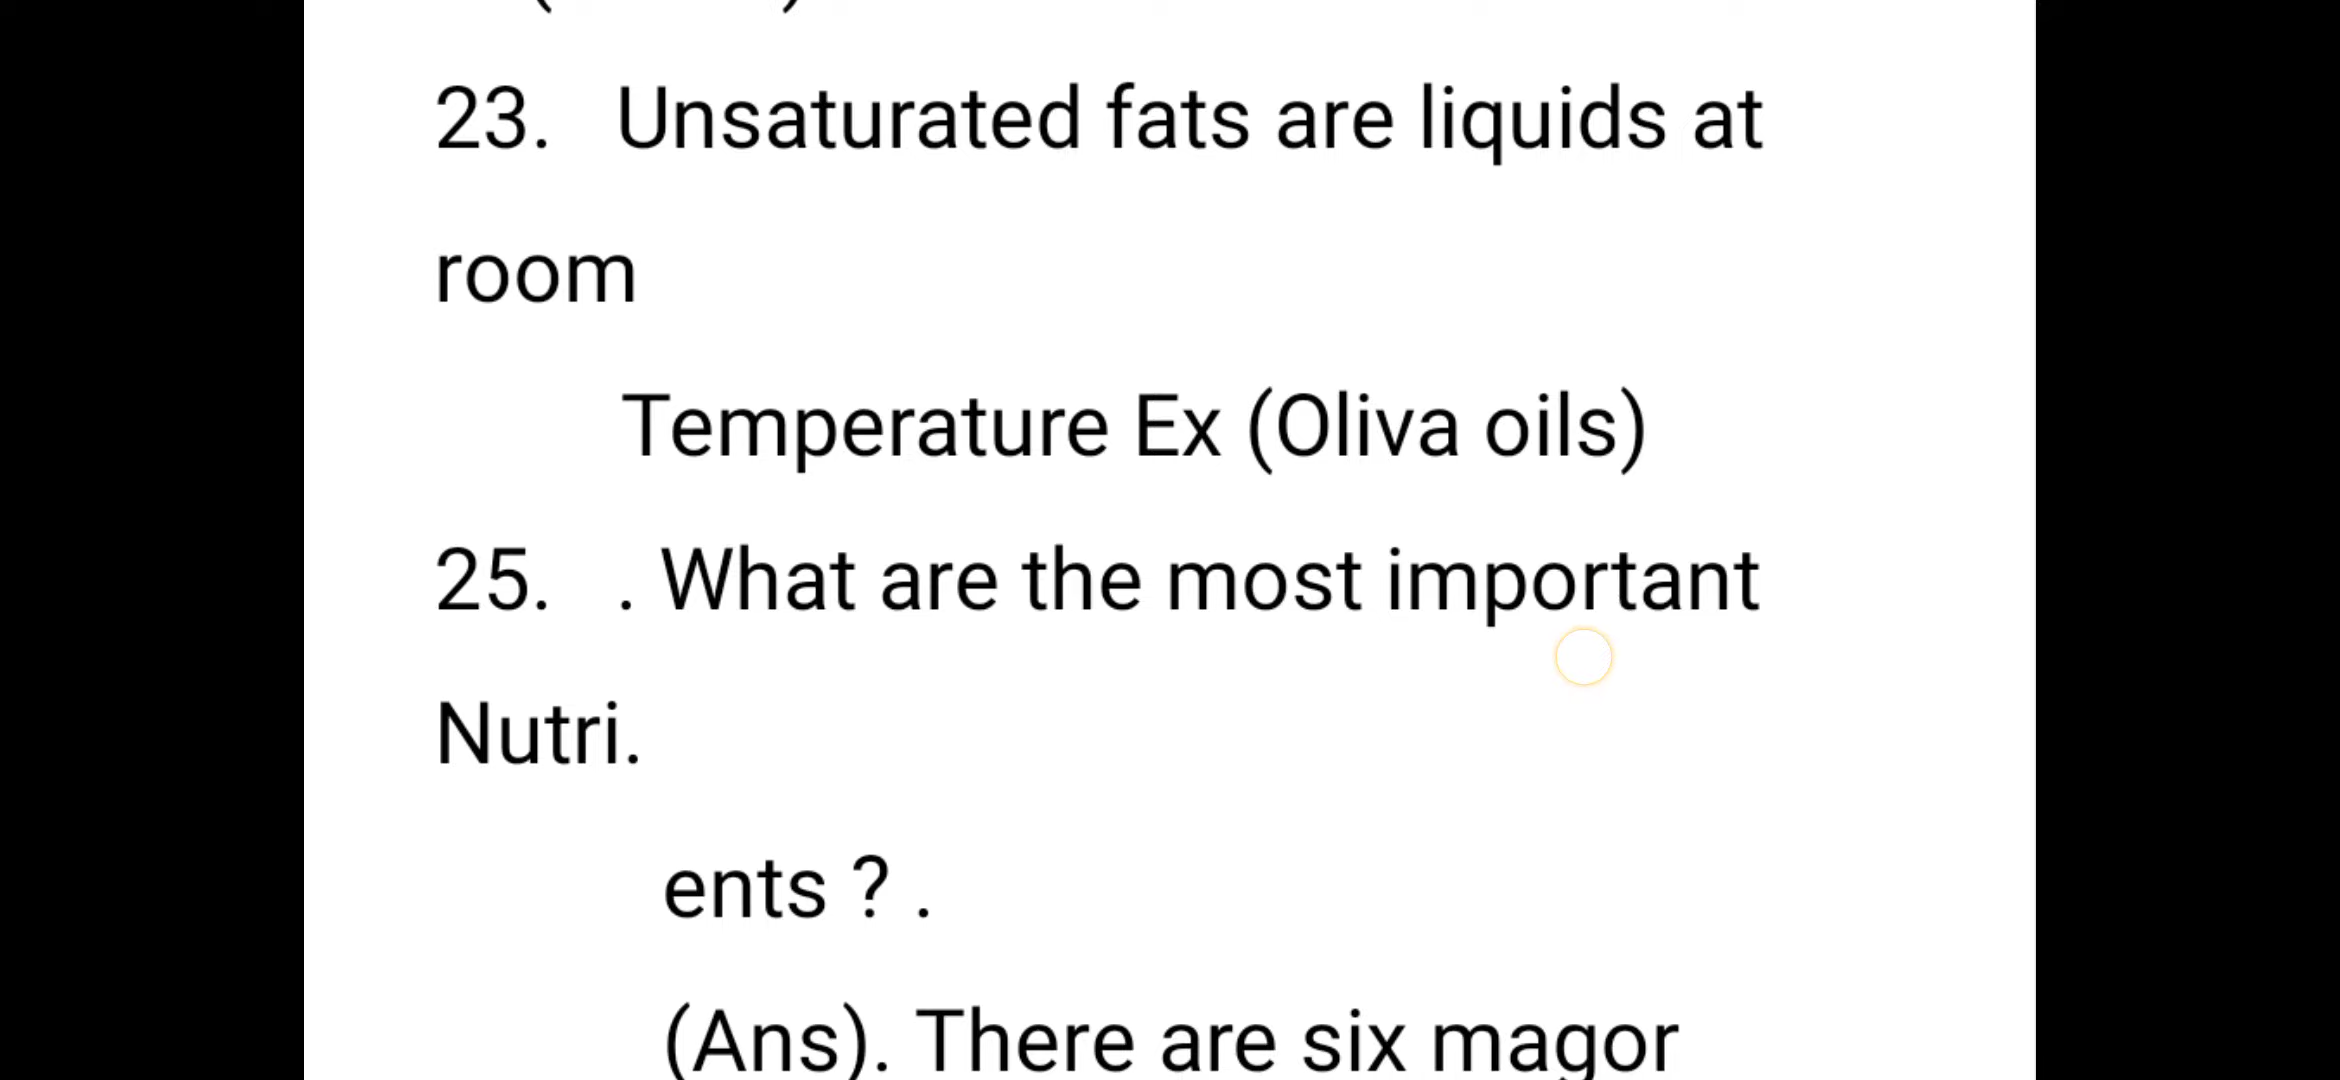 23. Unsaturated fats are liquids at
room
Temperature Ex (Oliva oils)
25. . What are the most important
Nutri.
ents ? .
(Ans). There are six magor